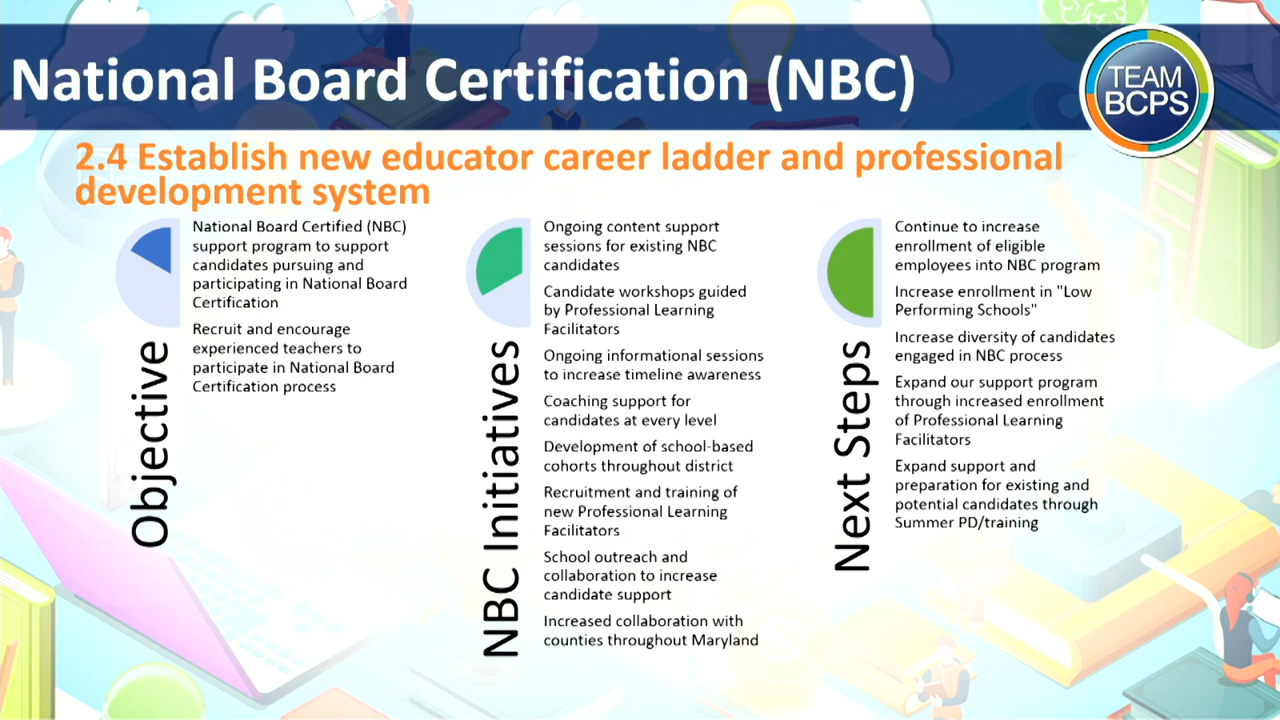 National Board Certification (NBC)
TEAM
BCPS
2.4 Establish new educator career ladder and professional
development system
Objective
National Board Certified (NBC)
support program to support
candidates pursuing and
participating in National Board
Certification
Recruit and encourage
experienced teachers to
participate in National Board
Certification process
NBC Initiatives
Ongoing content support
sessions for existing NBC
candidates
Candidate workshops guided
by Professional Learning
Facilitators
Ongoing informational sessions
to increase timeline awareness
Coaching support for
candidates at every level
Development of school-based
cohorts throughout district
Recruitment and training of
new Professional Learning
Facilitators
School outreach and
collaboration to increase
candidate support
Increased collaboration with
counties throughout Maryland
Next Steps
Continue to increase
enrollment of eligible
employees into NBC program
Increase enrollment in "Low
Performing Schools"
Increase diversity of candidates
engaged in NBC process
Expand our support program
through increased enrollment
of Professional Learning
Facilitators
Expand support and
preparation for existing and
potential candidates through
Summer PD/training